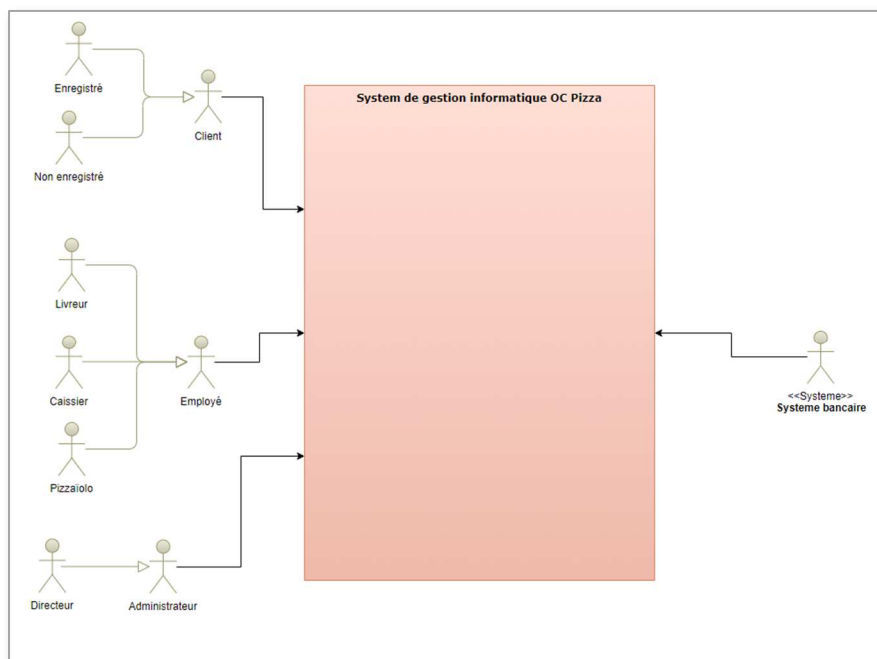 System de gestion informatique OC Pizza
Enregistré
Client
Non enregistré
Livreur
Caissier
Employé
Pizzaïolo
Directeur
Administrateur
<<Systeme>>
Systeme bancaire